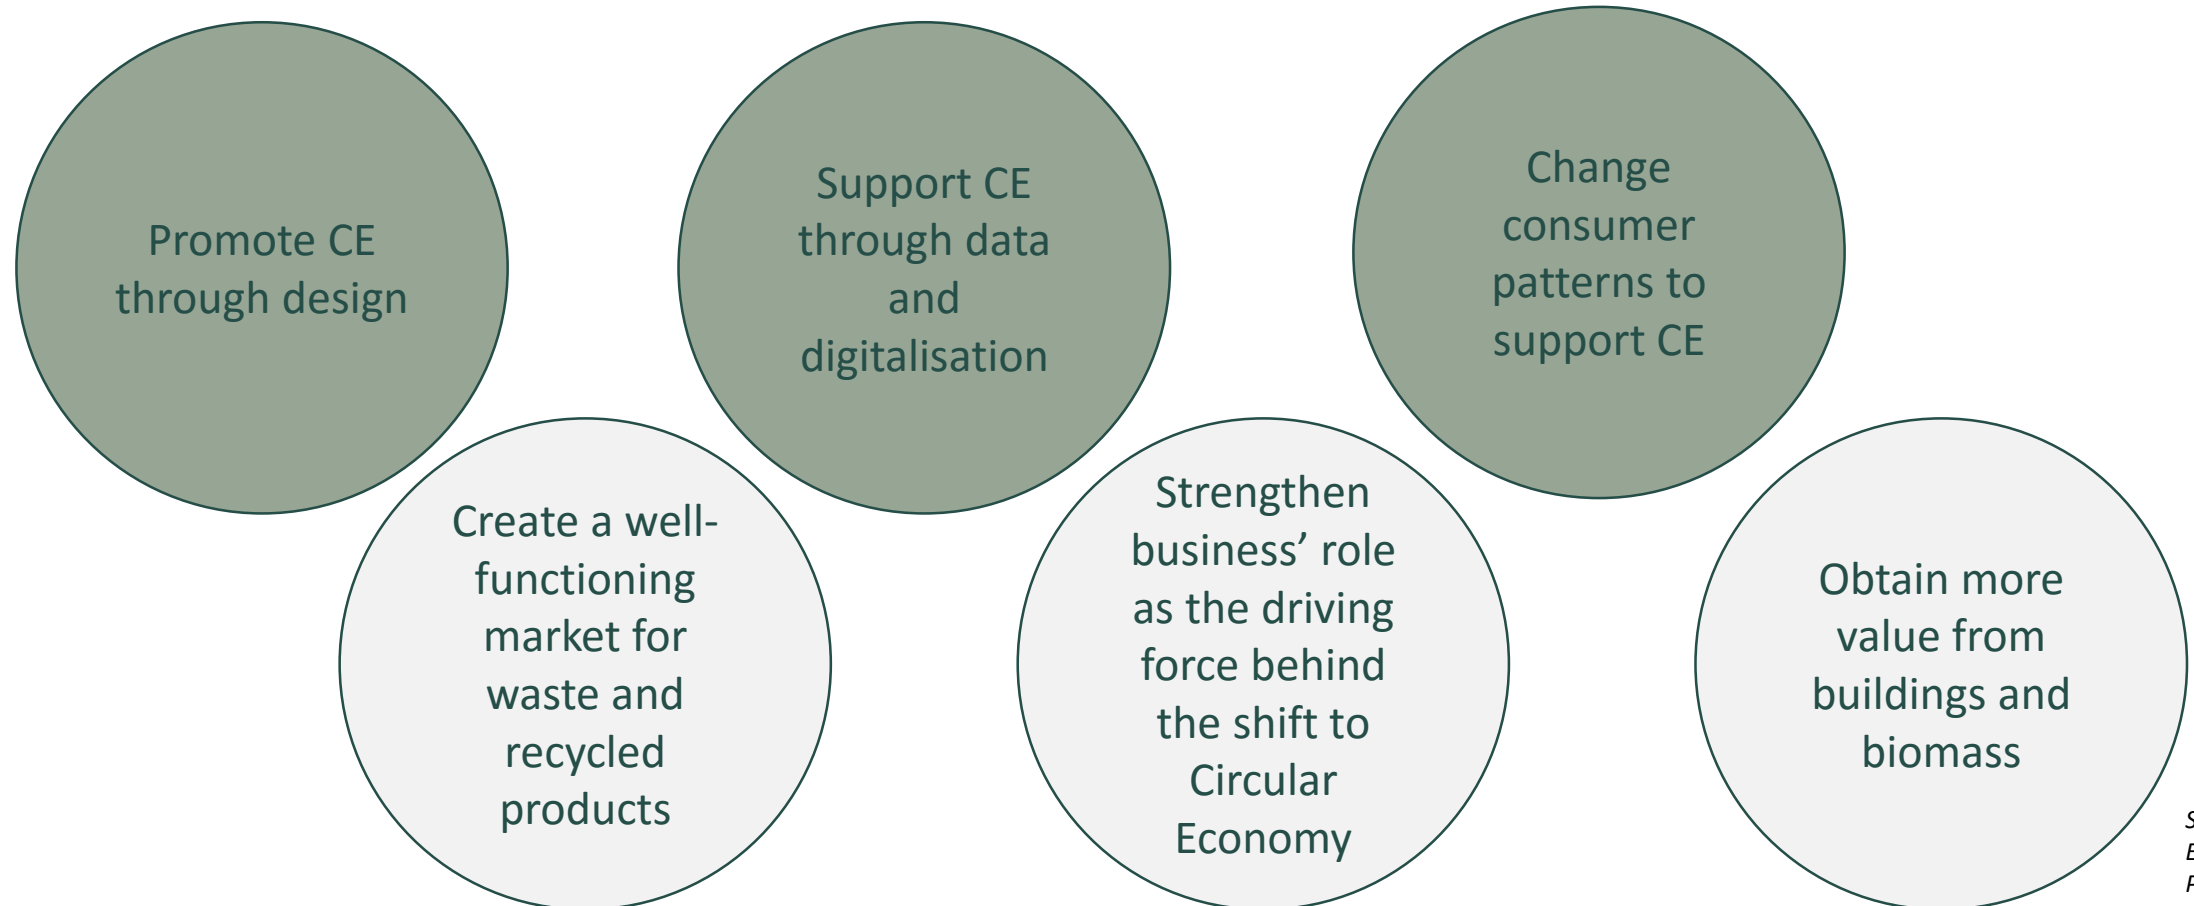 Promote CE
through design
Support CE
through data
and
digitalisation
Change
consumer
patterns to
support CE
Create a well-
functioning
market for
waste and
recycled
products
Strengthen
business’ role
as the driving
force behind
the shift to
Circular
Economy
Obtain more
value from
buildings and
biomass